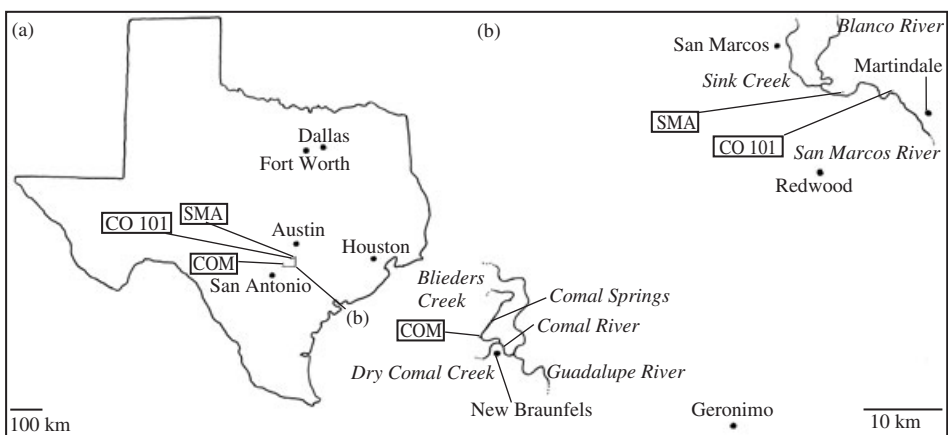 (a)
Dallas
Fort Worth
SMA
CO 101
Austin
Houston
COM
San Antonio
(b)
100 km
(b)
Blanco River
San Marcos
Martindale
Sink Creek
SMA
CO 101
San Marcos River
Redwood
Blieders
Creek
Comal Springs
COM
Comal River
Dry Comal Creek
Guadalupe River
New Braunfels
Geronimo
10 km